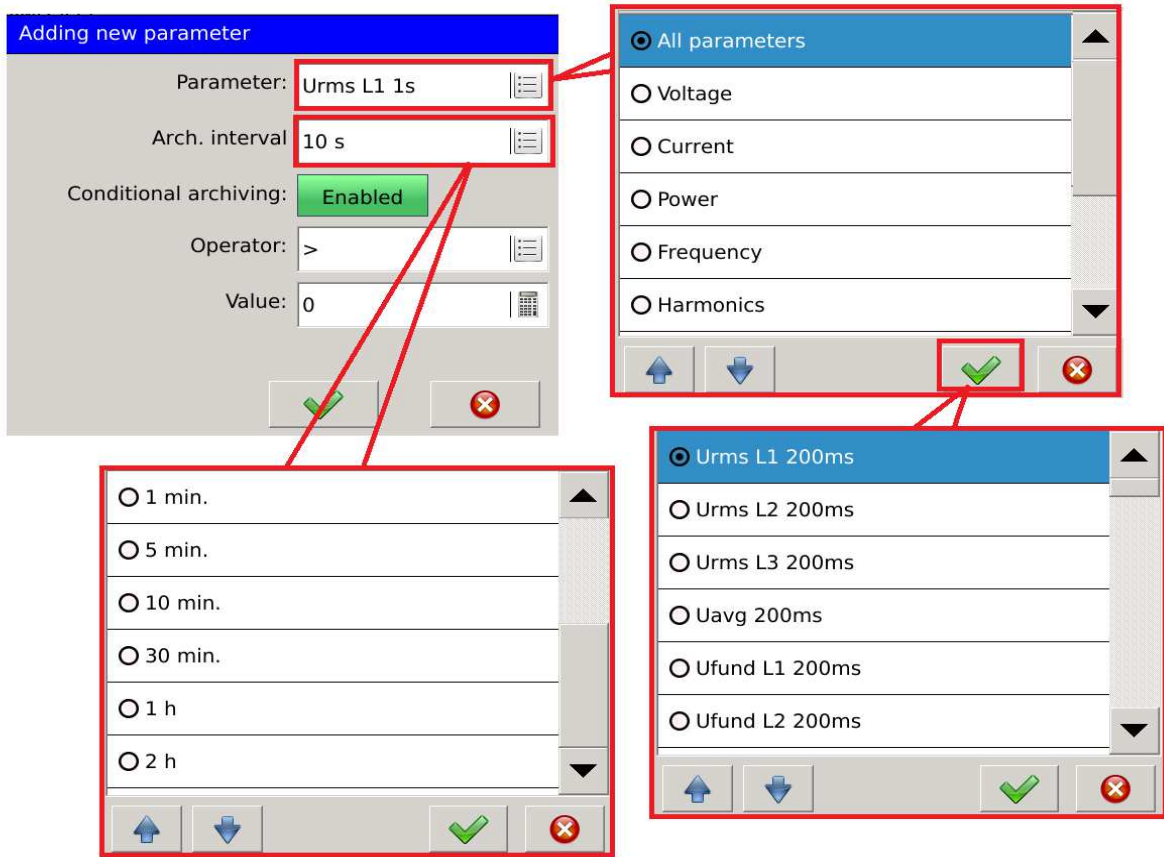 Adding new parameter
Parameter: Urms L1 1s
Arch. interval 10 s
Conditional archiving: Enabled
Operator: >
Value: 0
All parameters
Voltage
Current
Power
Frequency
Harmonics
1 min.
5 min.
10 min.
30 min.
1 h
2 h
Urms L1 200ms
Urms L2 200ms
Urms L3 200ms
Uavg 200ms
Ufund L1 200ms
Ufund L2 200ms